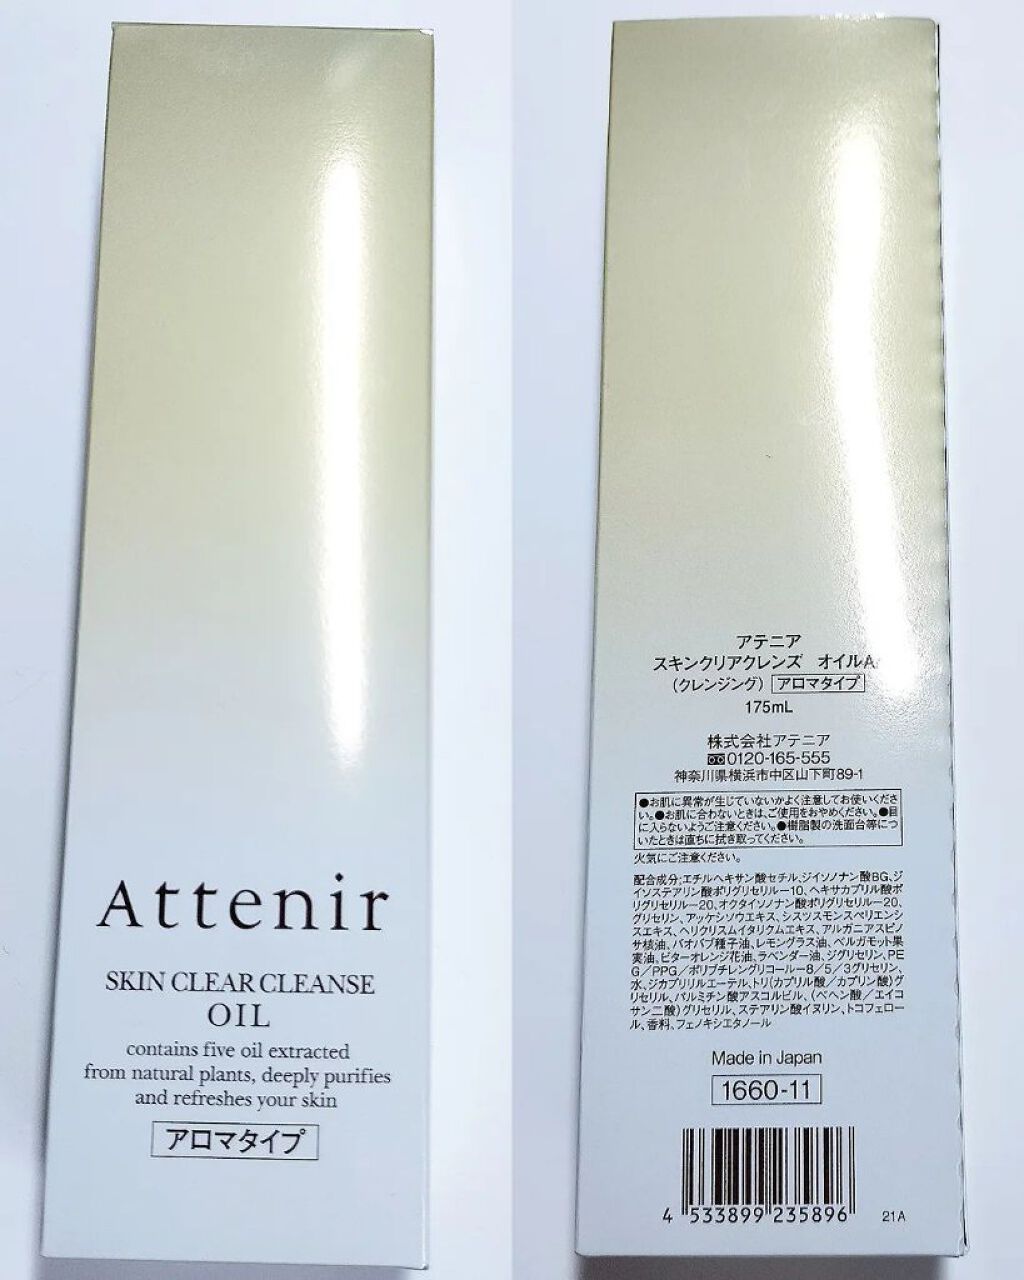 Attenir
SKIN CLEAR CLEANSE
OIL
contains five oil extracted
from natural plants, deeply purifies
and refreshes your skin
アロマタイプ
アテニア
スキンクリアクレンズ オイルA
(クレンジング) アロマタイプ
175mL
株式会社アテニア
0120-165-555
神奈川県横浜市中区山下町89-1
●お肌に異常が生じていないかよく注意してお使いくださ
い。●お肌に合わないときは、ご使用をおやめください。●目
に入らないようご注意ください。●樹脂製の洗面台等につ
いたときは直ちに拭き取ってください。
火気にご注意ください。
配合成分:エチルヘキサン酸セチル、ジイソノナン酸BG、ジ
イソステアリン酸ポリグリセリル-10、ヘキサカプリル酸ポ
リグリセリル-20、オクタイソノナン酸ポリグリセリル-20、
グリセリン、アッケシソウエキス、シスツスモンスペリエンシ
スエキス、ヘリクリスムイタリクムエキス、アルガニアスピノ
サ核油、バオバブ種子油、レモングラス油、ベルガモット果
実油、ビターオレンジ花油、ラベンダー油、ジグリセリン、PE
G/PPG/ポリブチレングリコール-8/5/3グリセリン、
水、ジカプリリルエーテル、トリ(カプリル酸/カプリン酸)グ
リセリル、パルミチン酸アスコルビル、(ベヘン酸/エイコ
サン二酸)グリセリル、ステアリン酸イヌリン、トコフェロー
ル、香料、フェノキシエタノール
Made in Japan
1660-11
4 533899 235896
21A